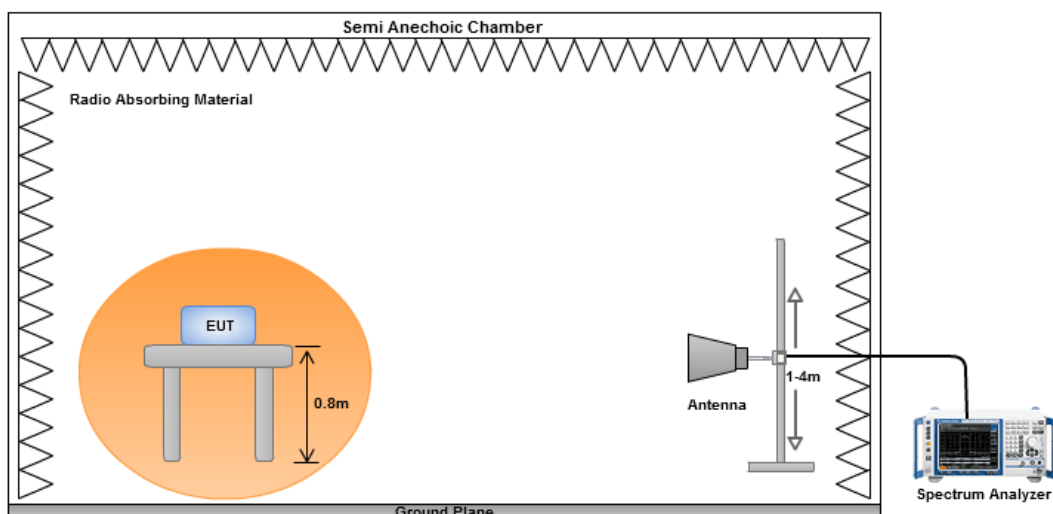 Semi Anechoic Chamber
Radio Absorbing Material
EUT
0.8m
1-4m
Antenna
Spectrum Analyzer
Ground Plane